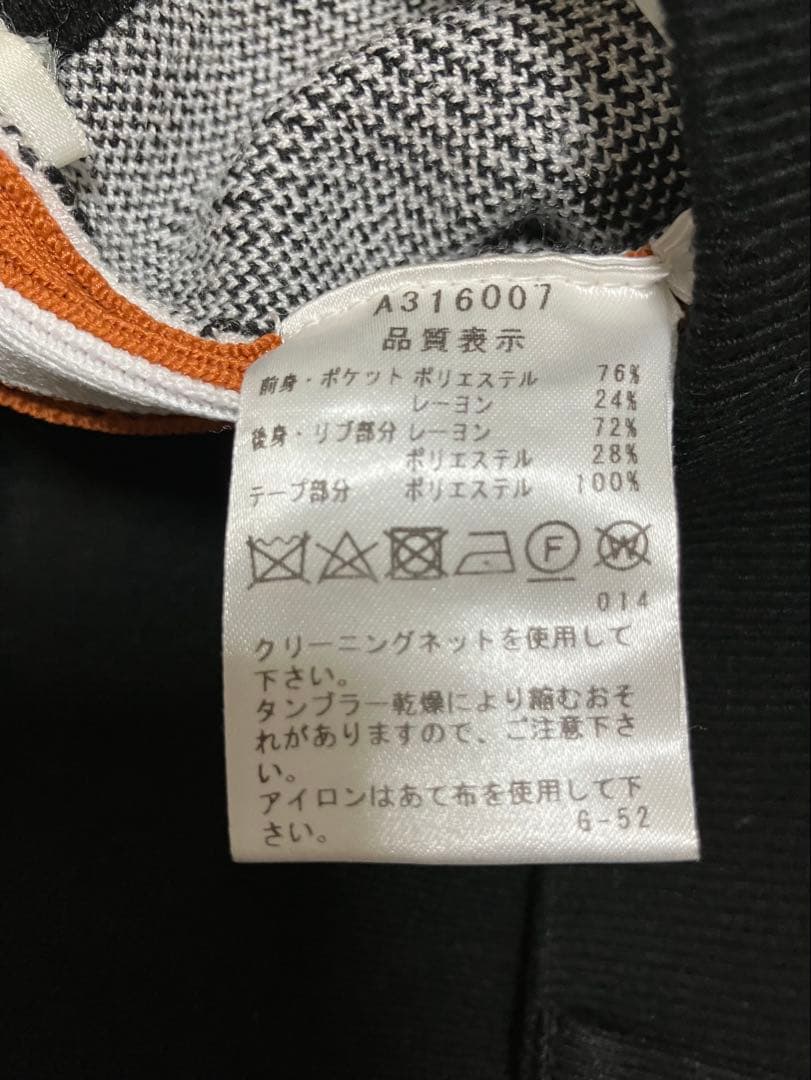 A316007
品質表示
前身・ポケット ポリエステル 76%
レーヨン 24%
後身・リブ部分 レーヨン 72%
ポリエステル 28%
テープ部分 ポリエステル 100%
F W
014
クリーニングネットを使用して
下さい。
タンブラー乾燥により縮むおそ
れがありますので、ご注意下さ
い。
アイロンはあて布を使用して下
さい。 G-52